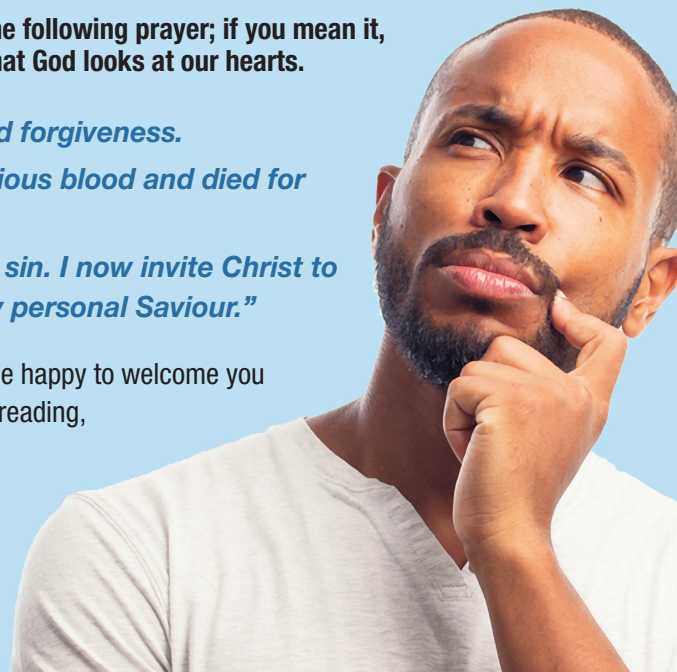 he following prayer; if you mean it,
hat God looks at our hearts.
d forgiveness.
ious blood and died for
sin. I now invite Christ to
y personal Saviour.”
e happy to welcome you
reading,